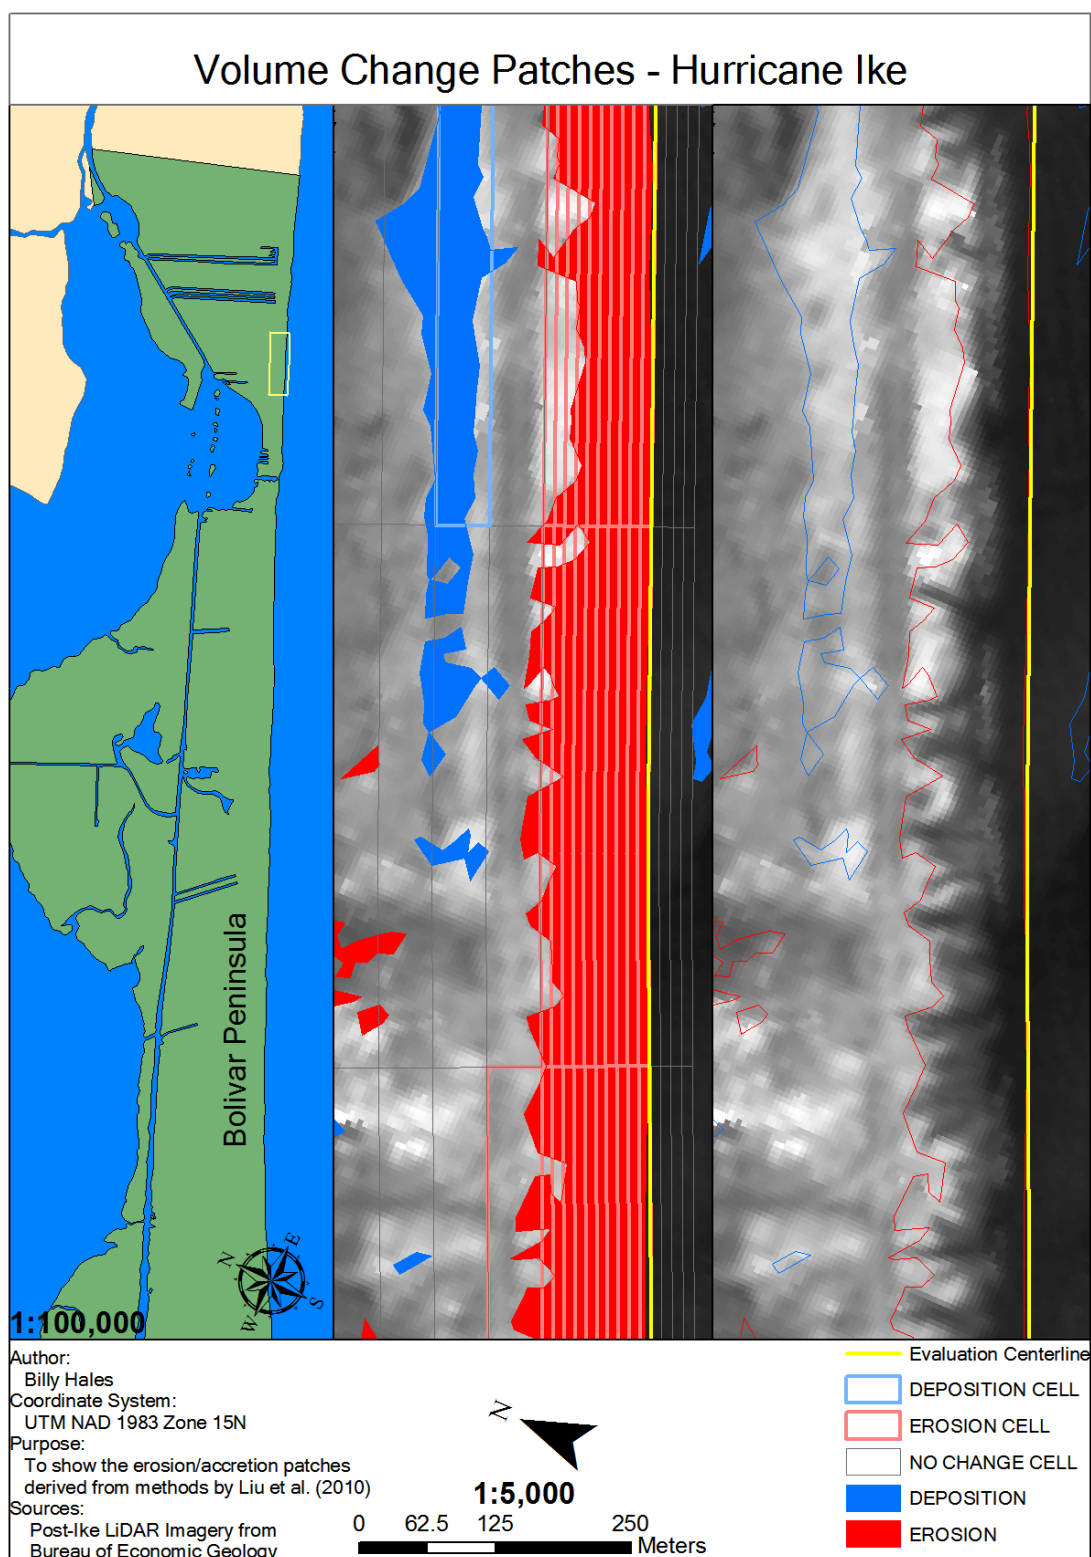 Volume Change Patches - Hurricane Ike
Bolivar Peninsula
N
E
W
S
1:100,000
Author:
Billy Hales
Coordinate System:
UTM NAD 1983 Zone 15N
Purpose:
To show the erosion/accretion patches
derived from methods by Liu et al. (2010)
Sources:
Post-Ike LiDAR Imagery from
Bureau of Economic Geology
N
1:5,000
0 62.5 125 250
Meters
Evaluation Centerline
DEPOSITION CELL
EROSION CELL
NO CHANGE CELL
DEPOSITION
EROSION